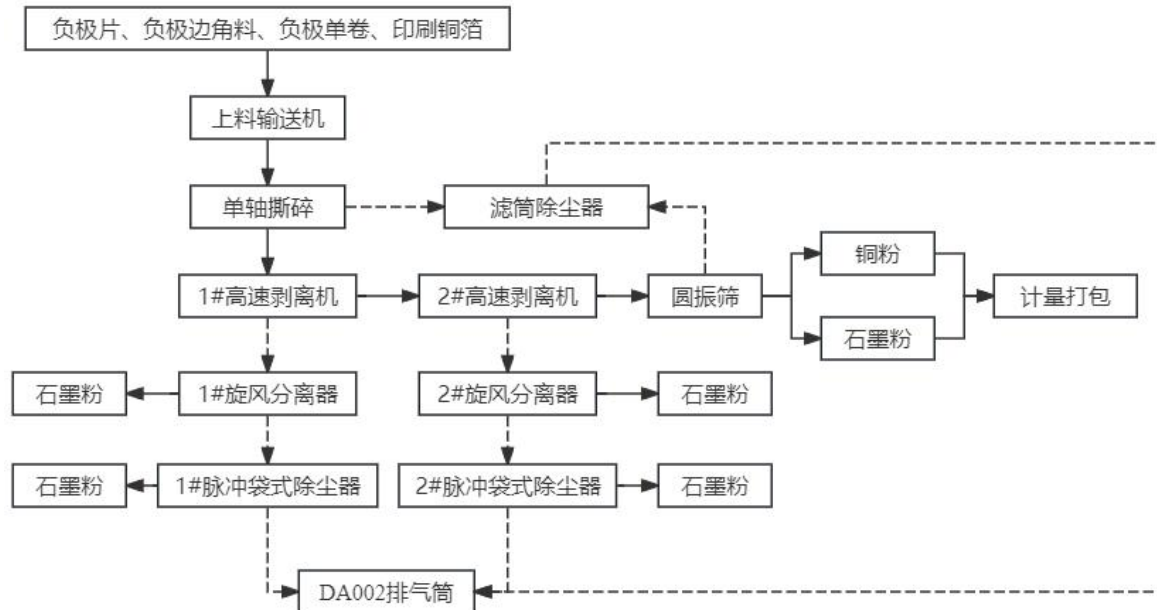 负极片、负极边角料、负极单卷、印刷铜箔
上料输送机
单轴撕碎
滤筒除尘器
铜粉
1#高速剥离机
2#高速剥离机
圆振筛
计量打包
石墨粉
石墨粉
1#旋风分离器
2#旋风分离器
石墨粉
石墨粉
1#脉冲袋式除尘器
2#脉冲袋式除尘器
石墨粉
DA002排气筒